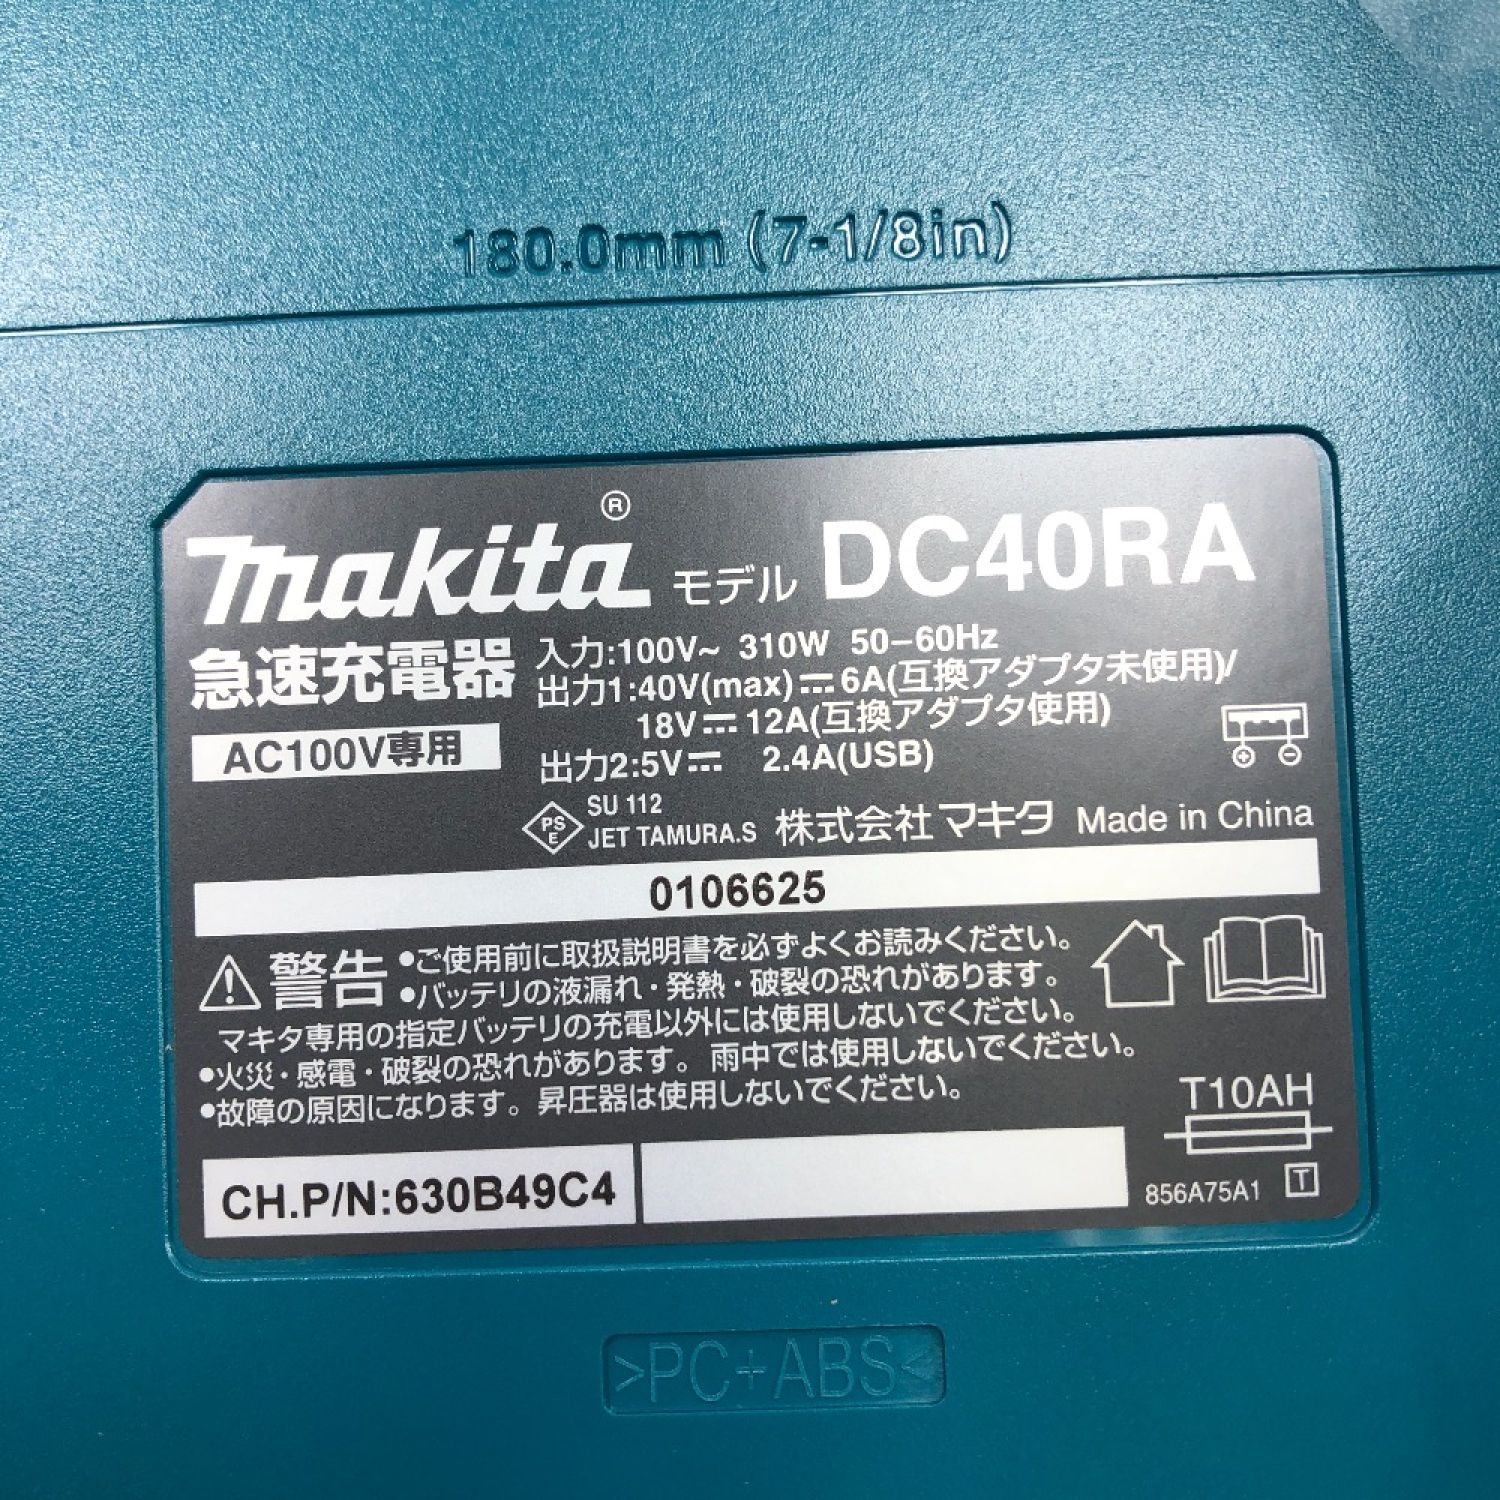 180.0mm (7-1/8in)
makita® モデル DC40RA
急速充電器
AC100V専用
入力:100V~ 310W 50-60Hz
出力1:40V(max)⎓6A(互換アダプタ未使用)/
18V⎓12A(互換アダプタ使用)
出力2:5V⎓ 2.4A(USB)
PS
E
SU 112
JET TAMURA.S 株式会社マキタ Made in China
0106625
警告 •ご使用前に取扱説明書を必ずよくお読みください。
•バッテリの液漏れ・発熱・破裂の恐れがあります。
マキタ専用の指定バッテリの充電以外には使用しないでください。
•火災・感電・破裂の恐れがあります。雨中では使用しないでください。
•故障の原因になります。昇圧器は使用しないでください。
T10AH
CH.P/N:630B49C4
856A75A1 T
>PC+ABS<